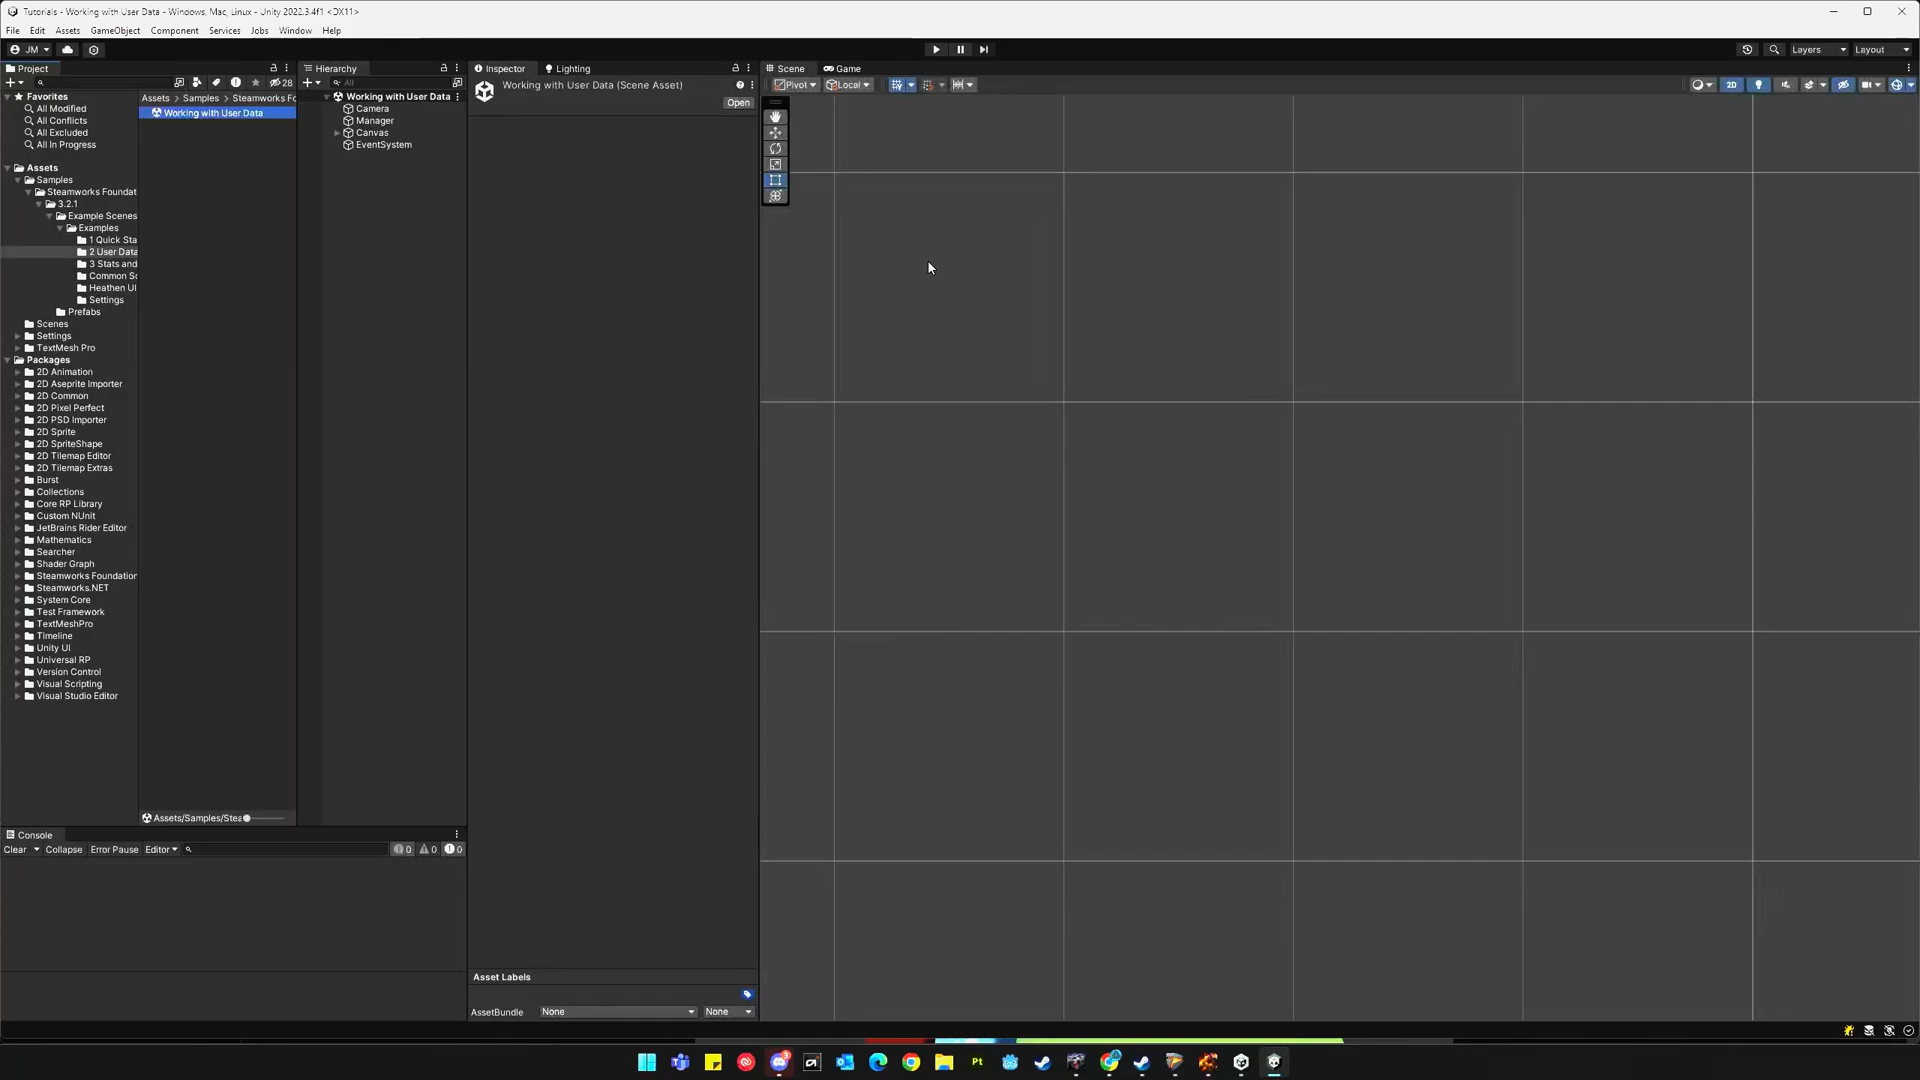 Tutorials - Working with User Data - Windows, Mac, Linux - Unity 2022.3.4f1 <DX11>
File Edit Assets GameObject Component Services Jobs Window Help
JM
Layers Layout
Project
Hierarchy
Inspector
Lighting
Scene
Game
28
All
Pivot
Local
2D
Favorites
All Modified
All Conflicts
All Excluded
All In Progress
Assets
Samples
Steamworks Foundat
3.2.1
Example Scenes
Examples
1 Quick Sta
2 User Data
3 Stats and
Common Sc
Heathen UI
Settings
Prefabs
Scenes
Settings
TextMesh Pro
Packages
2D Animation
2D Aseprite Importer
2D Common
2D Pixel Perfect
2D PSD Importer
2D Sprite
2D SpriteShape
2D Tilemap Editor
2D Tilemap Extras
Burst
Collections
Core RP Library
Custom NUnit
JetBrains Rider Editor
Mathematics
Searcher
Shader Graph
Steamworks Foundation
Steamworks.NET
System Core
Test Framework
TextMeshPro
Timeline
Unity UI
Universal RP
Version Control
Visual Scripting
Visual Studio Editor
Assets > Samples > Steamworks Fo
Working with User Data
Assets/Samples/Stea
Working with User Data
Camera
Manager
Canvas
EventSystem
Working with User Data (Scene Asset)
Open
Asset Labels
AssetBundle None None
Console
Clear Collapse Error Pause Editor 0 0 0
Pt